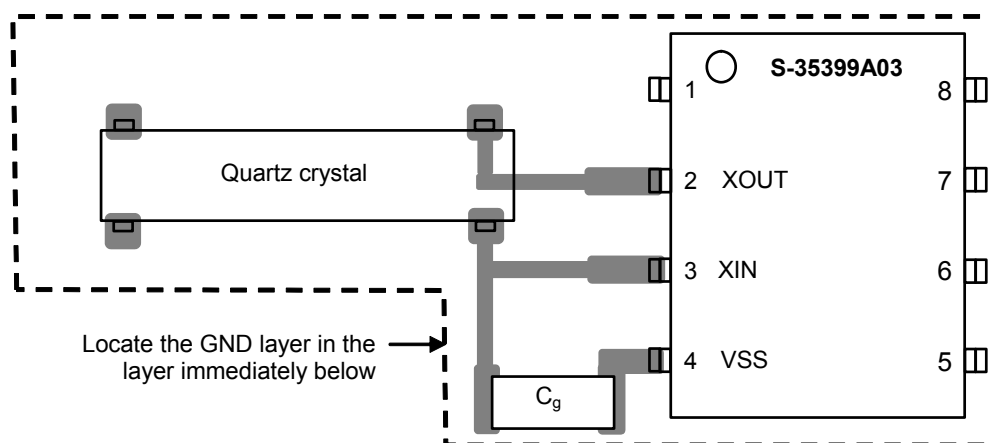 S-35399A03
1
8
Quartz crystal
2 XOUT
7
3 XIN
6
Locate the GND layer in the
layer immediately below
4 VSS
5
Cg